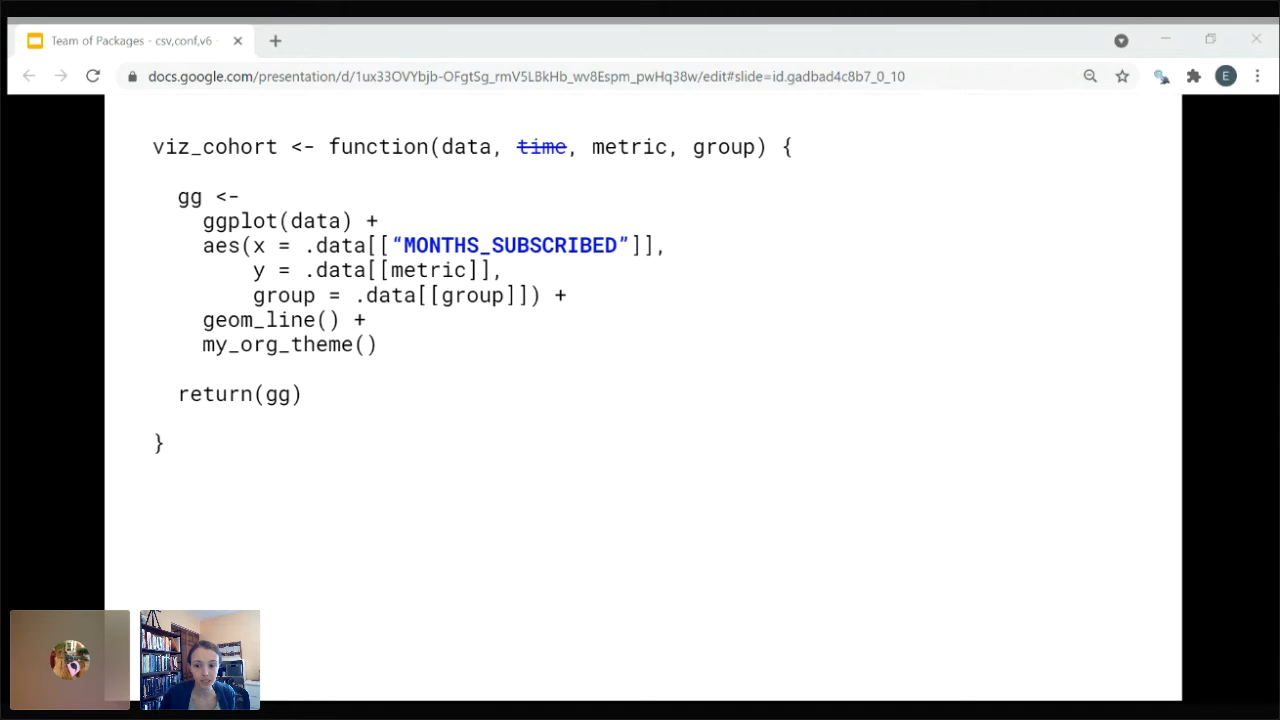 Team of Packages - csv,conf,v6
docs.google.com/presentation/d/1ux33OVYbjb-OFgtSg_rmV5LBkHb_wv8Espm_pwHq38w/edit#slide=id.gadbad4c8b7_0_10
E
viz_cohort <- function(data, time, metric, group) {
gg <-
ggplot(data) +
aes(x = .data[[“MONTHS_SUBSCRIBED”]],
y = .data[[metric]],
group = .data[[group]]) +
geom_line() +
my_org_theme()
return(gg)
}